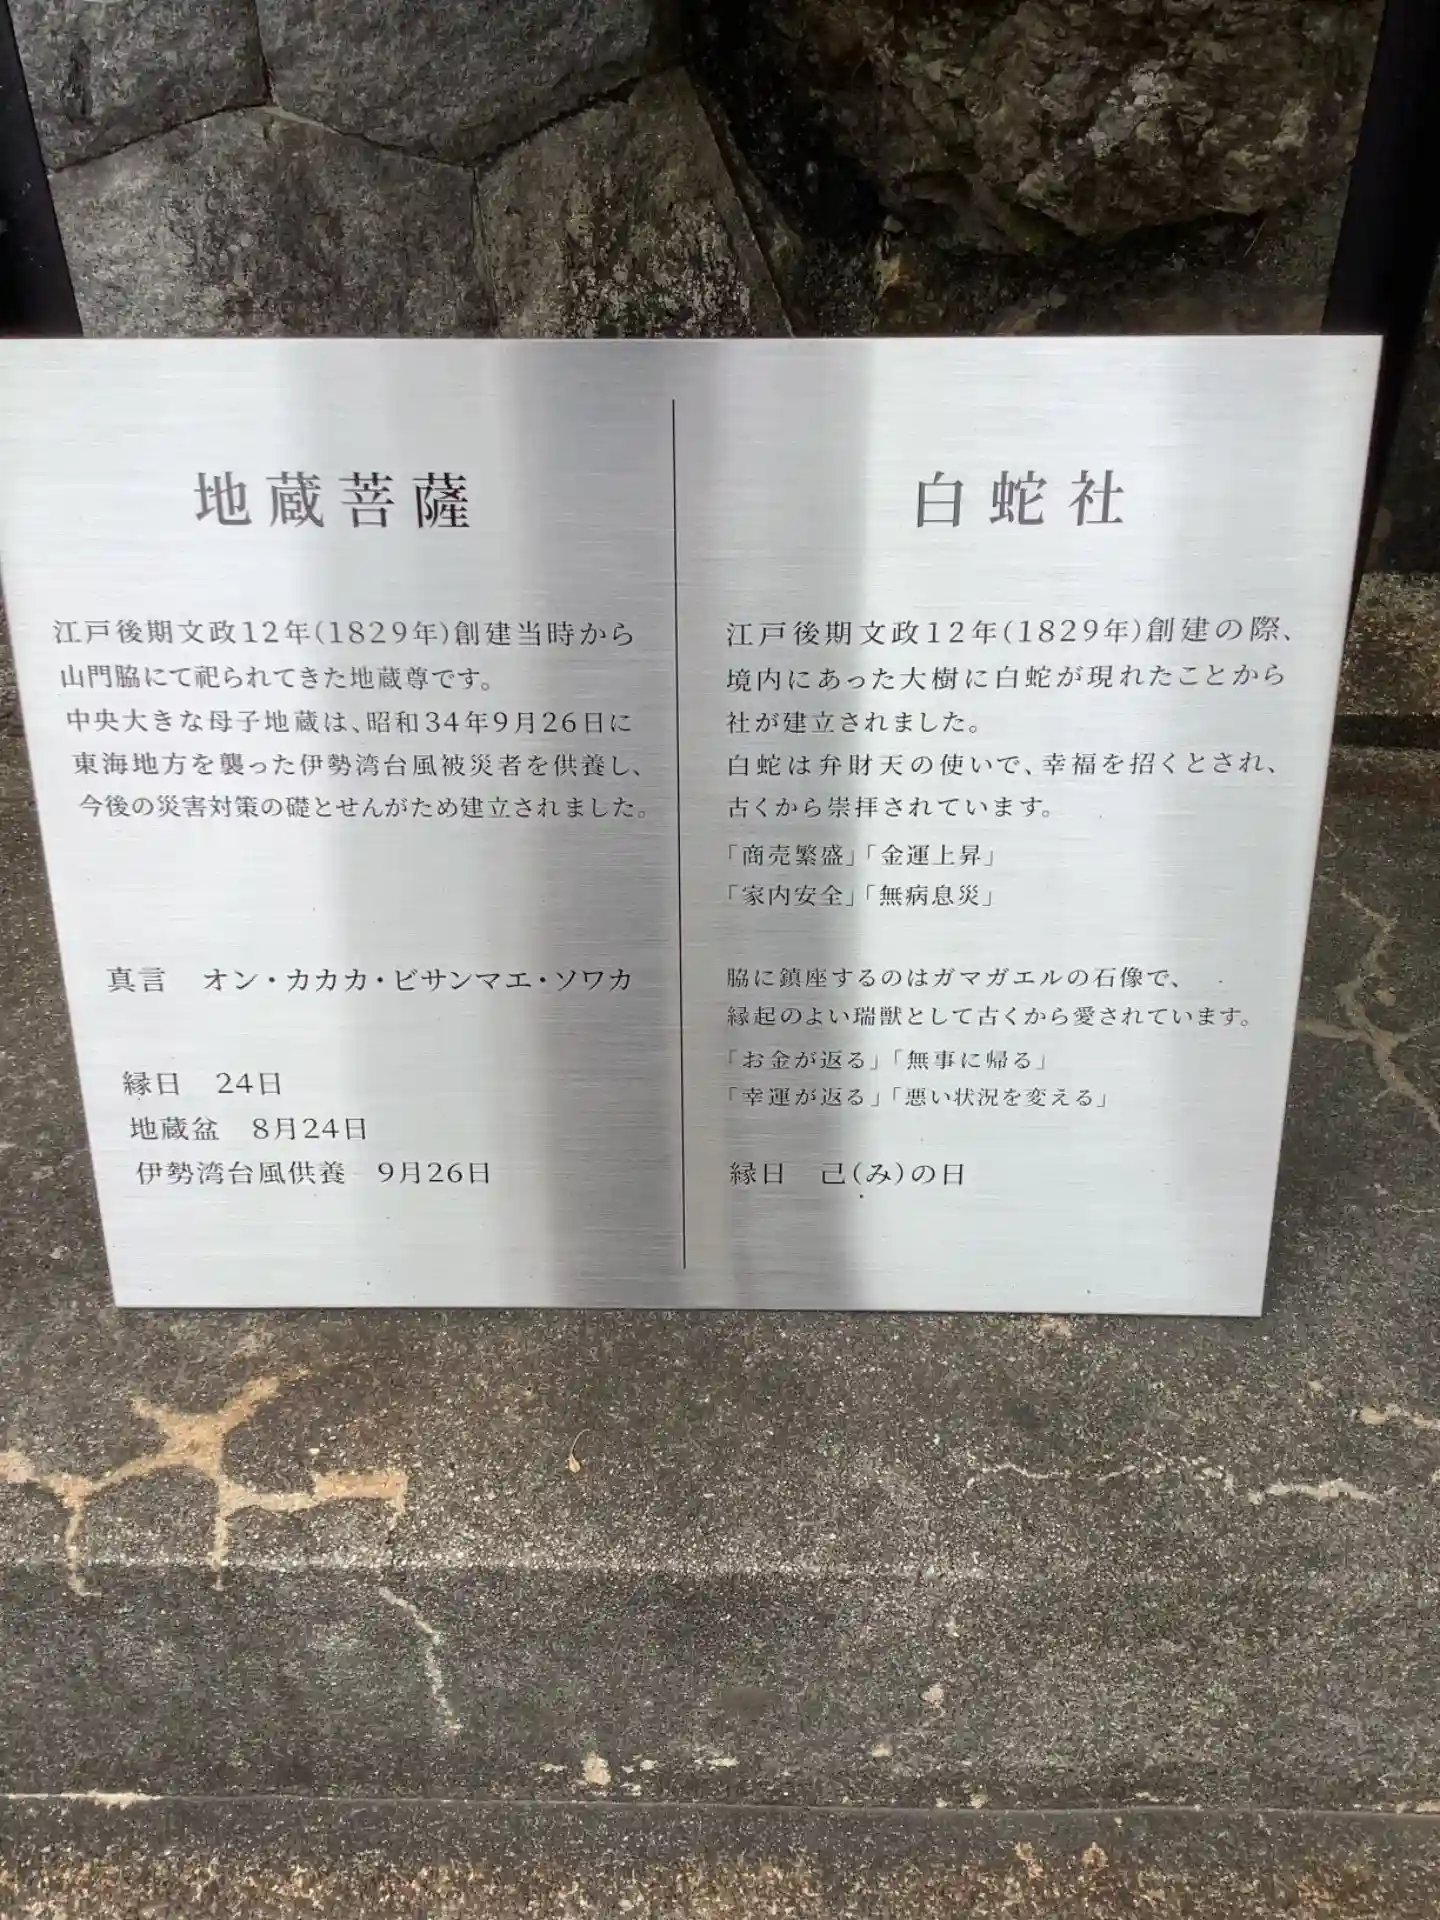 地蔵菩薩
江戸後期文政12年(1829年)創建当時から
山門脇にて祀られてきた地蔵尊です。
中央大きな母子地蔵は、昭和34年9月26日に
東海地方を襲った伊勢湾台風被災者を供養し、
今後の災害対策の礎とせんがため建立されました。
真言　オン・カカカ・ビサンマエ・ソワカ
縁日　24日
地蔵盆　8月24日
伊勢湾台風供養　9月26日
白蛇社
江戸後期文政12年(1829年)創建の際、
境内にあった大樹に白蛇が現れたことから
社が建立されました。
白蛇は弁財天の使いで、幸福を招くとされ、
古くから崇拝されています。
「商売繁盛」「金運上昇」
「家内安全」「無病息災」
脇に鎮座するのはガマガエルの石像で、
縁起のよい瑞獣として古くから愛されています。
「お金が返る」「無事に帰る」
「幸運が返る」「悪い状況を変える」
縁日　己(み)の日